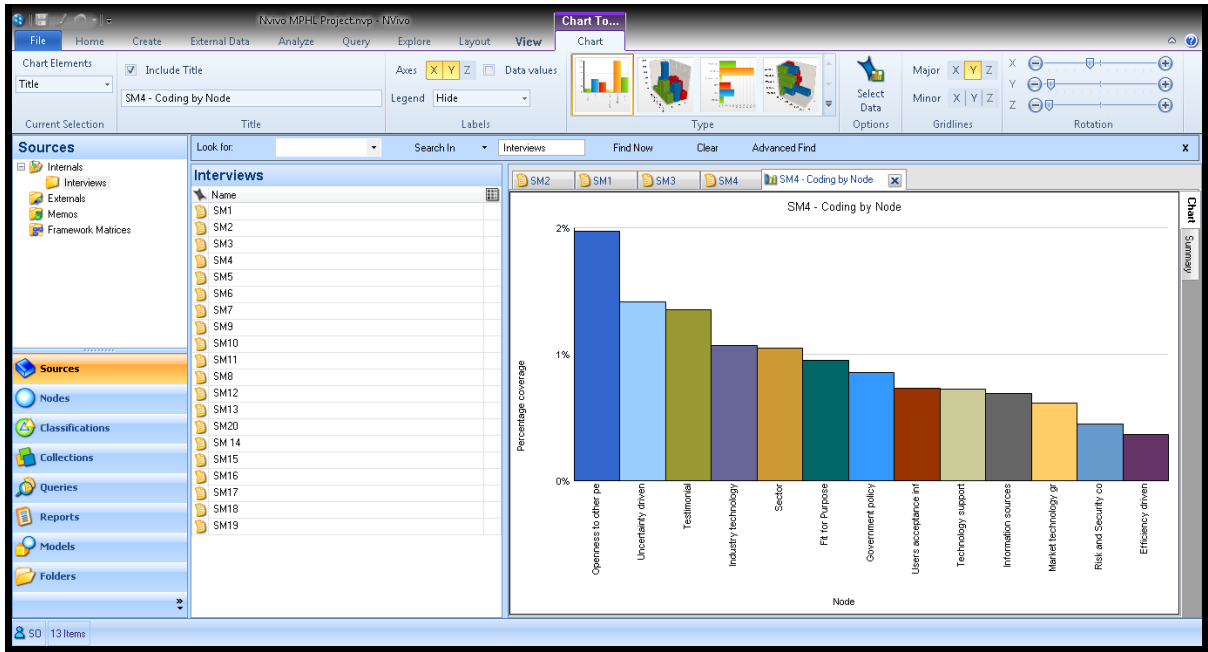 Nvivo MPHL Project.nvp - NVivo
Chart To...
File Home Create External Data Analyze Query Explore Layout View Chart
Chart Elements
Title
Current Selection
Include Title
SM4 - Coding by Node
Title
Axes X Y Z Data values
Legend Hide
Labels
Type
Select
Data
Options
Major X Y Z
Minor X Y Z
Gridlines
X
Y
Z
Rotation
Sources
Look for: Search In Interviews Find Now Clear Advanced Find x
Internals
Interviews
Externals
Memos
Framework Matrices
Sources
Nodes
Classifications
Collections
Queries
Reports
Models
Folders
Interviews
Name
SM1
SM2
SM3
SM4
SM5
SM6
SM7
SM9
SM10
SM11
SM8
SM12
SM13
SM20
SM 14
SM15
SM16
SM17
SM18
SM19
SM2 SM1 SM3 SM4 SM4 - Coding by Node
Chart
Summary
SM4 - Coding by Node
2%
1%
0%
Percentage coverage
Openness to other pe
Uncertainty driven
Testimonial
Industry technology
Sector
Fit for Purpose
Government policy
Users acceptance inf
Technology support
Information sources
Market technology gr
Risk and Security co
Efficiency driven
Node
SO 13 Items